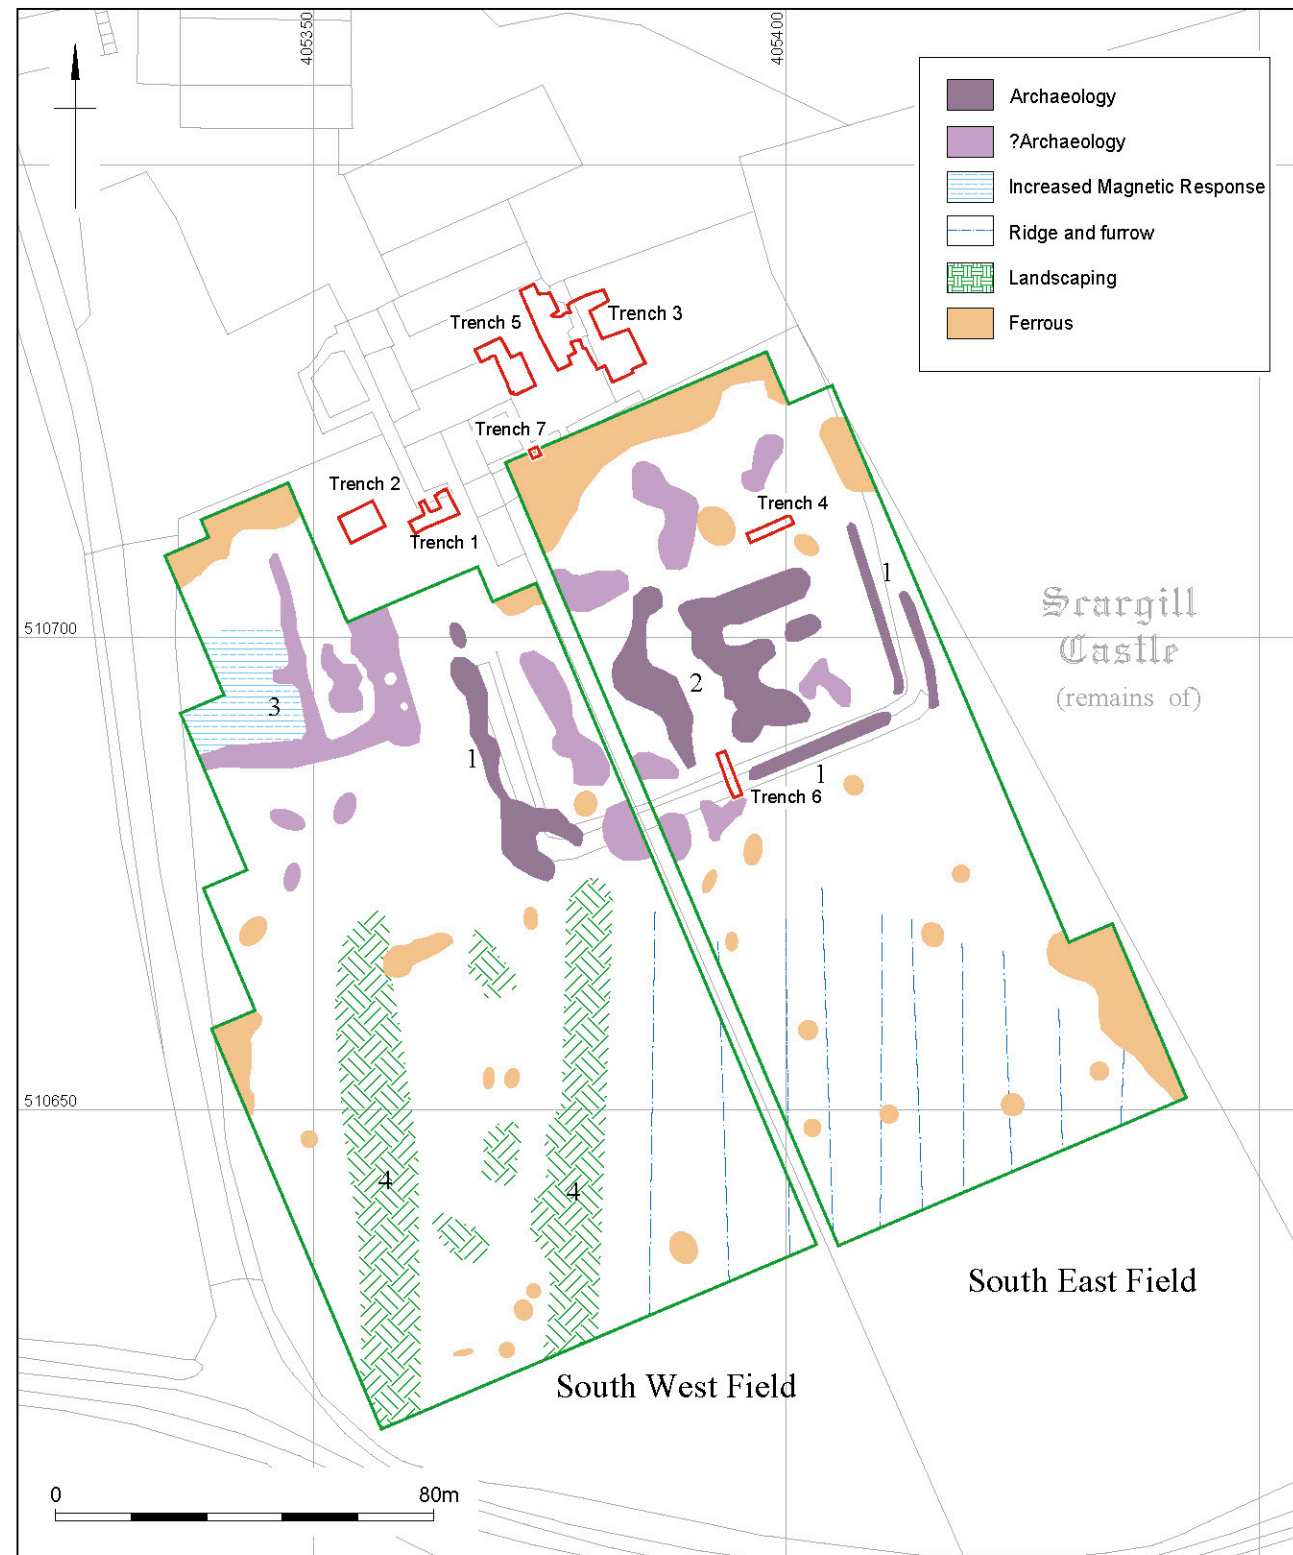 405350
405400
Archaeology
?Archaeology
Increased Magnetic Response
Ridge and furrow
Landscaping
Ferrous
Trench 5
Trench 3
Trench 7
Trench 2
Trench 4
Trench 1
1
Scargill
Castle
(remains of)
510700
2
3
1
1
Trench 6
510650
4
4
South East Field
South West Field
0 80m